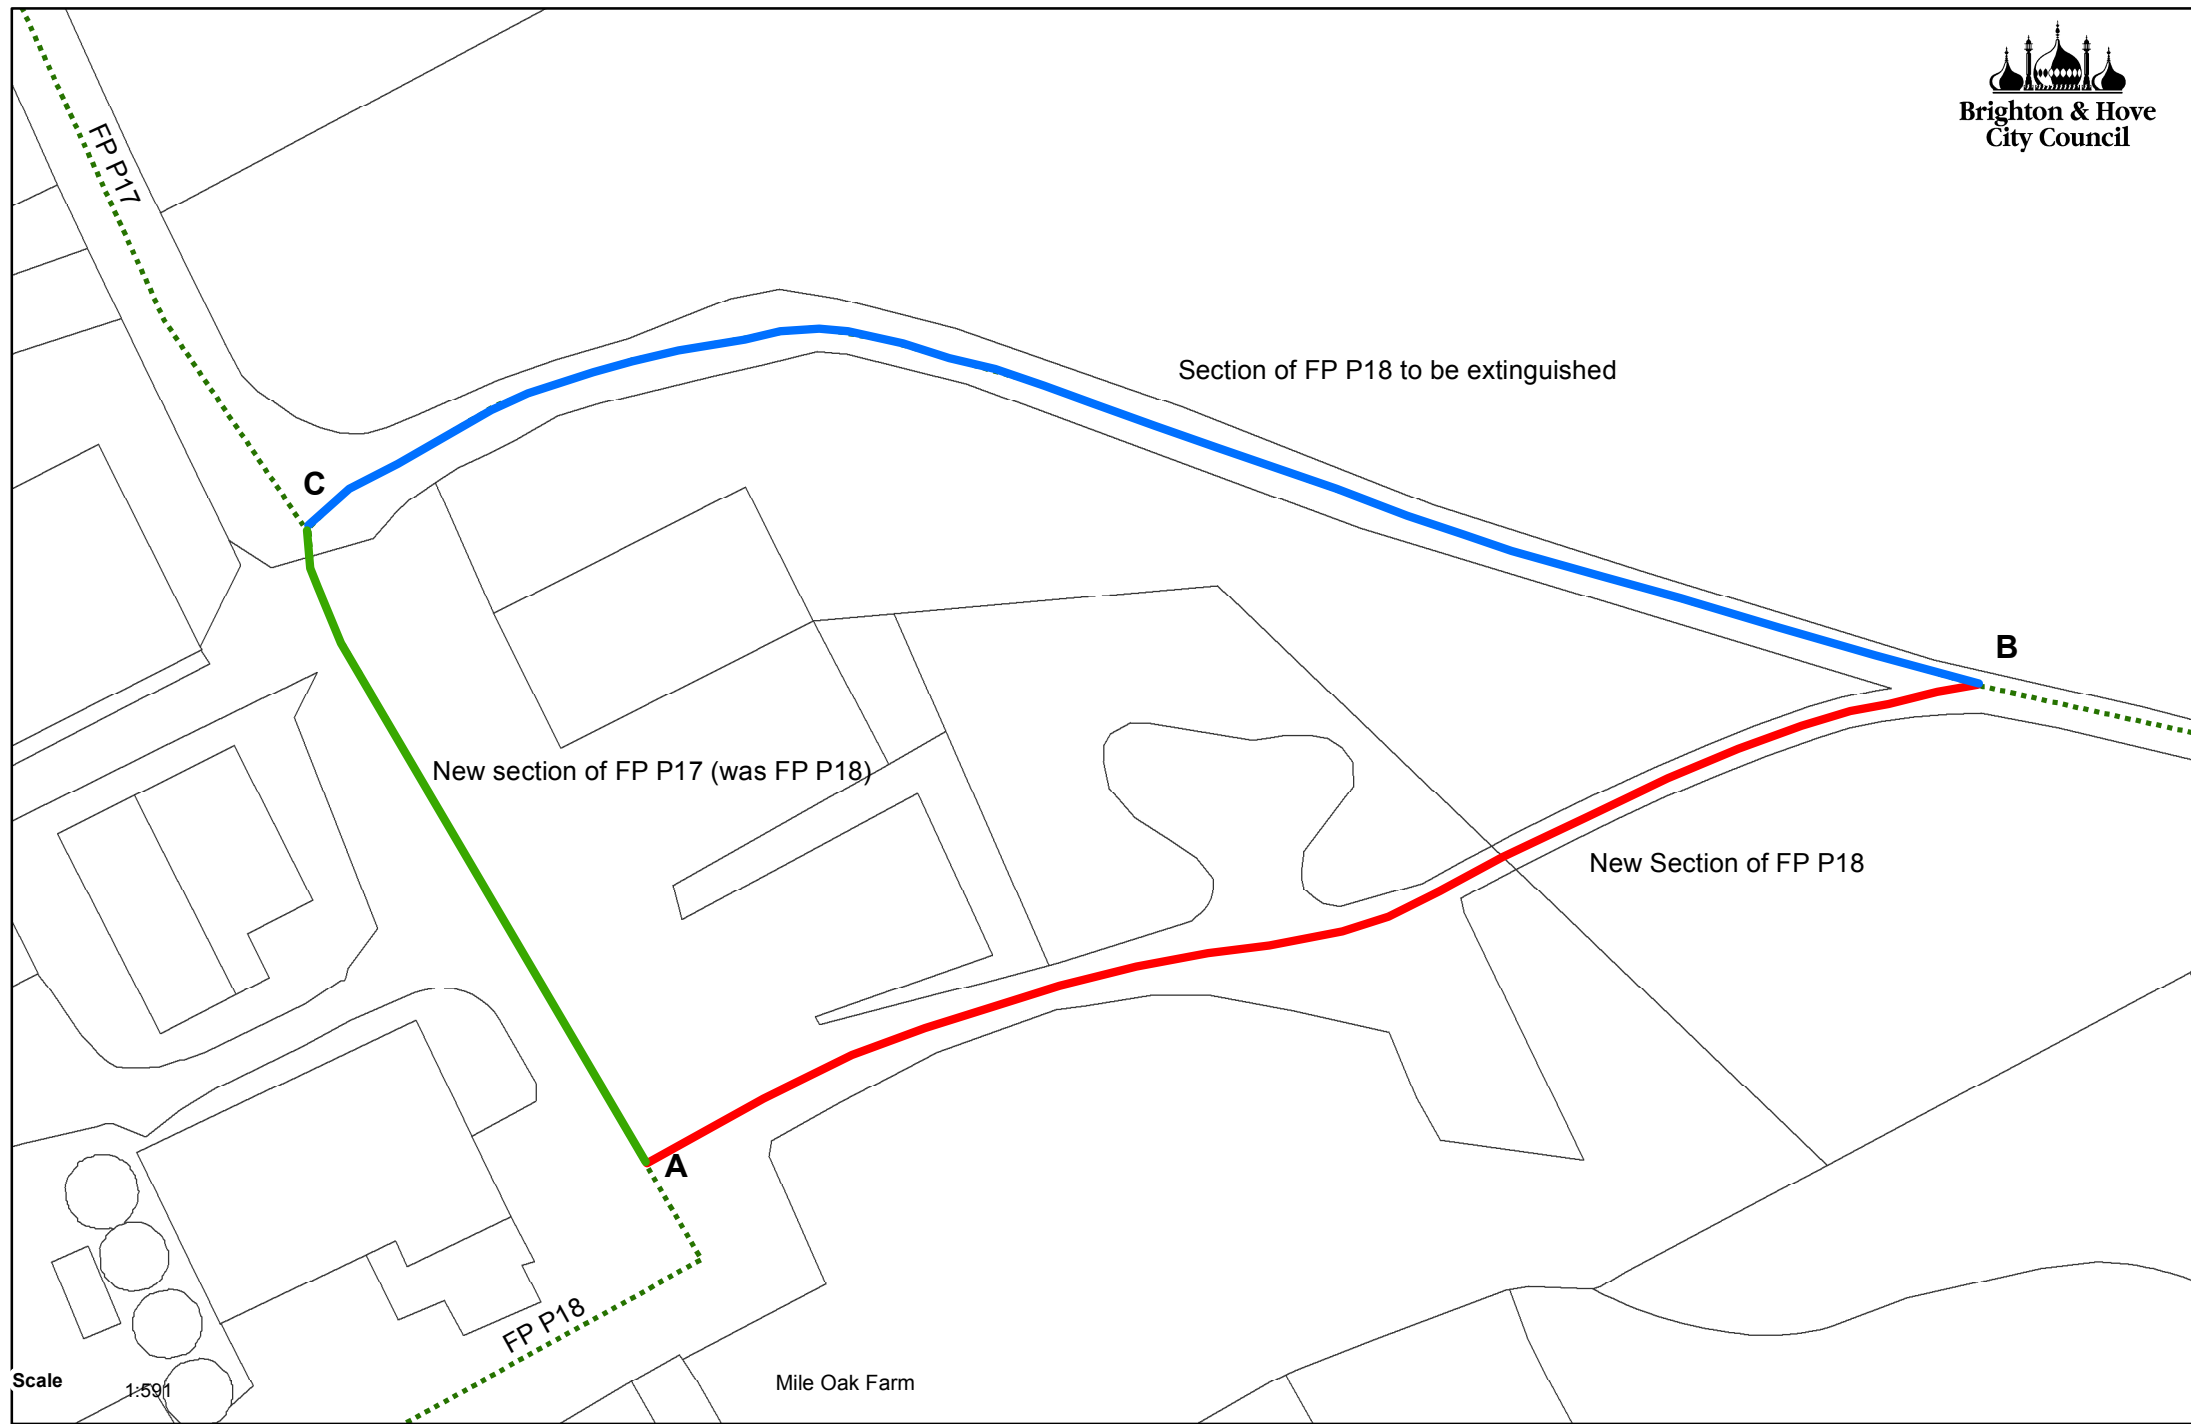 Brighton & Hove
City Council
FP P17
Section of FP P18 to be extinguished
C
B
New section of FP P17 (was FP P18)
New Section of FP P18
A
FP P18
Scale
1:591
Mile Oak Farm